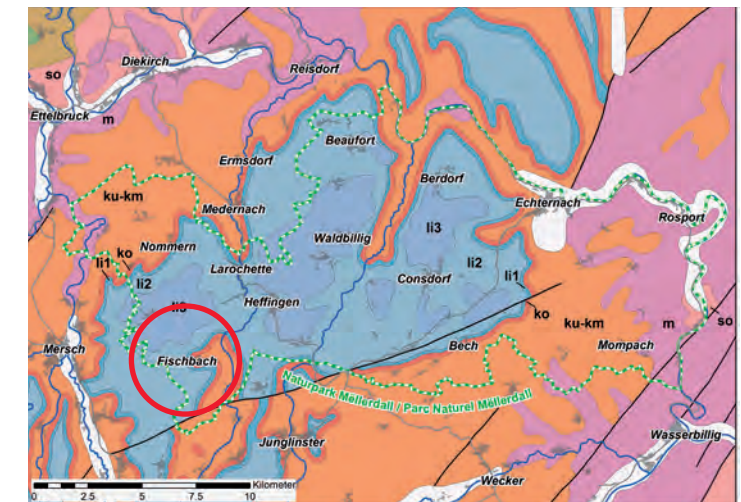 so
Diekirch
Reisdorf
Ettelbruck
m
Beaufort
Ermsdorf
Berdorf
ku-km
Medernach
Echternach
Rosport
li3
Waldbillig
Nommern
ko
li1
li2
Larochette
li2
Consdorf
li1
Heffingen
li3
ko
ku-km
m
so
Mersch
Fischbach
Bech
Mompach
Naturpark Mëllerdall / Parc Naturel Mëllerdall
Junglinster
Wasserbillig
Wecker
Kilometer
0 2.5 5 7.5 10